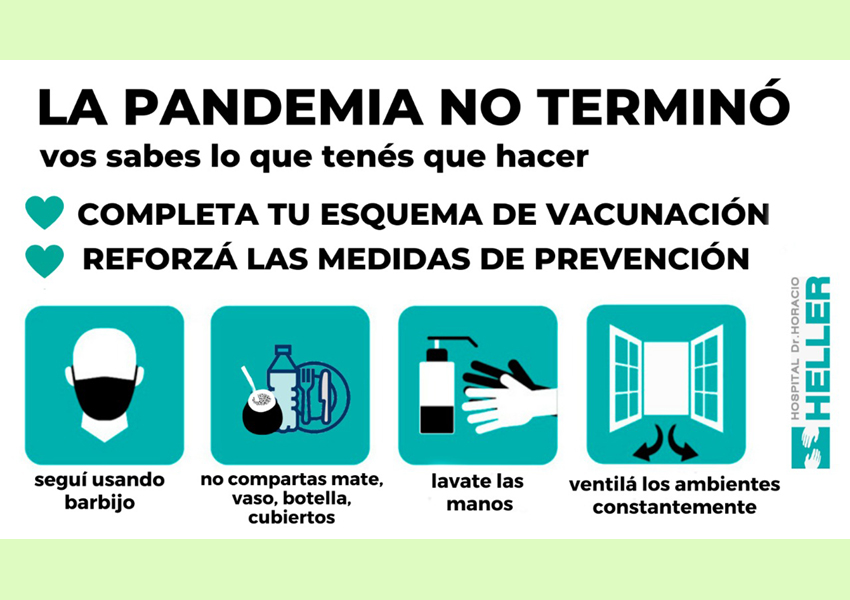 LA PANDEMIA NO TERMINÓ
vos sabes lo que tenés que hacer
COMPLETA TU ESQUEMA DE VACUNACIÓN
REFORZÁ LAS MEDIDAS DE PREVENCIÓN
seguí usando
barbijo
no compartas mate,
vaso, botella,
cubiertos
lavate las
manos
ventilá los ambientes
constantemente
HOSPITAL Dr. HORACIO
HELLER